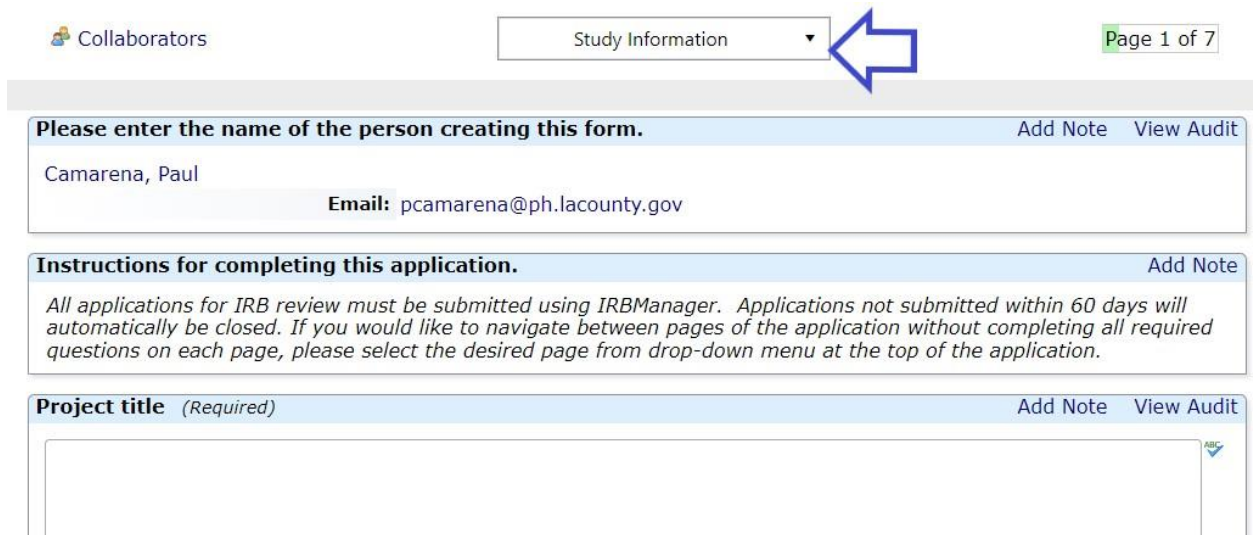 Collaborators Study Information Page 1 of 7
Please enter the name of the person creating this form. Add Note View Audit
Camarena, Paul
Email: pcamarena@ph.lacounty.gov
Instructions for completing this application. Add Note
All applications for IRB review must be submitted using IRBManager. Applications not submitted within 60 days will
automatically be closed. If you would like to navigate between pages of the application without completing all required
questions on each page, please select the desired page from drop-down menu at the top of the application.
Project title (Required) Add Note View Audit
ABC